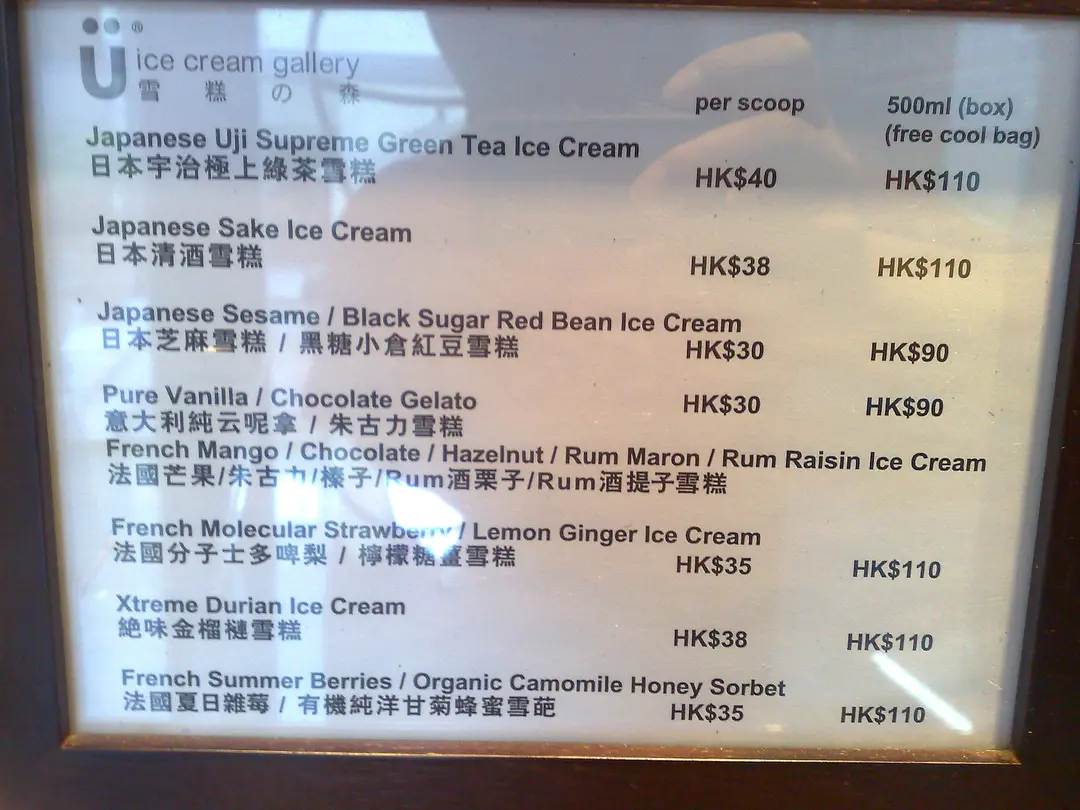 ü®
ice cream gallery
雪糕の森
per scoop 500ml (box)
(free cool bag)
Japanese Uji Supreme Green Tea Ice Cream
日本宇治極上綠茶雪糕 HK$40 HK$110
Japanese Sake Ice Cream
日本清酒雪糕 HK$38 HK$110
Japanese Sesame / Black Sugar Red Bean Ice Cream
日本芝麻雪糕 / 黑糖小倉紅豆雪糕 HK$30 HK$90
Pure Vanilla / Chocolate Gelato HK$30 HK$90
意大利純云呢拿 / 朱古力雪糕
French Mango / Chocolate / Hazelnut / Rum Maron / Rum Raisin Ice Cream
法國芒果/朱古力/榛子/Rum酒栗子/Rum酒提子雪糕
French Molecular Strawberry / Lemon Ginger Ice Cream
法國分子士多啤梨 / 檸檬糖薑雪糕 HK$35 HK$110
Xtreme Durian Ice Cream
絕味金榴槤雪糕 HK$38 HK$110
French Summer Berries / Organic Camomile Honey Sorbet
法國夏日雜莓 / 有機純洋甘菊蜂蜜雪葩 HK$35 HK$110